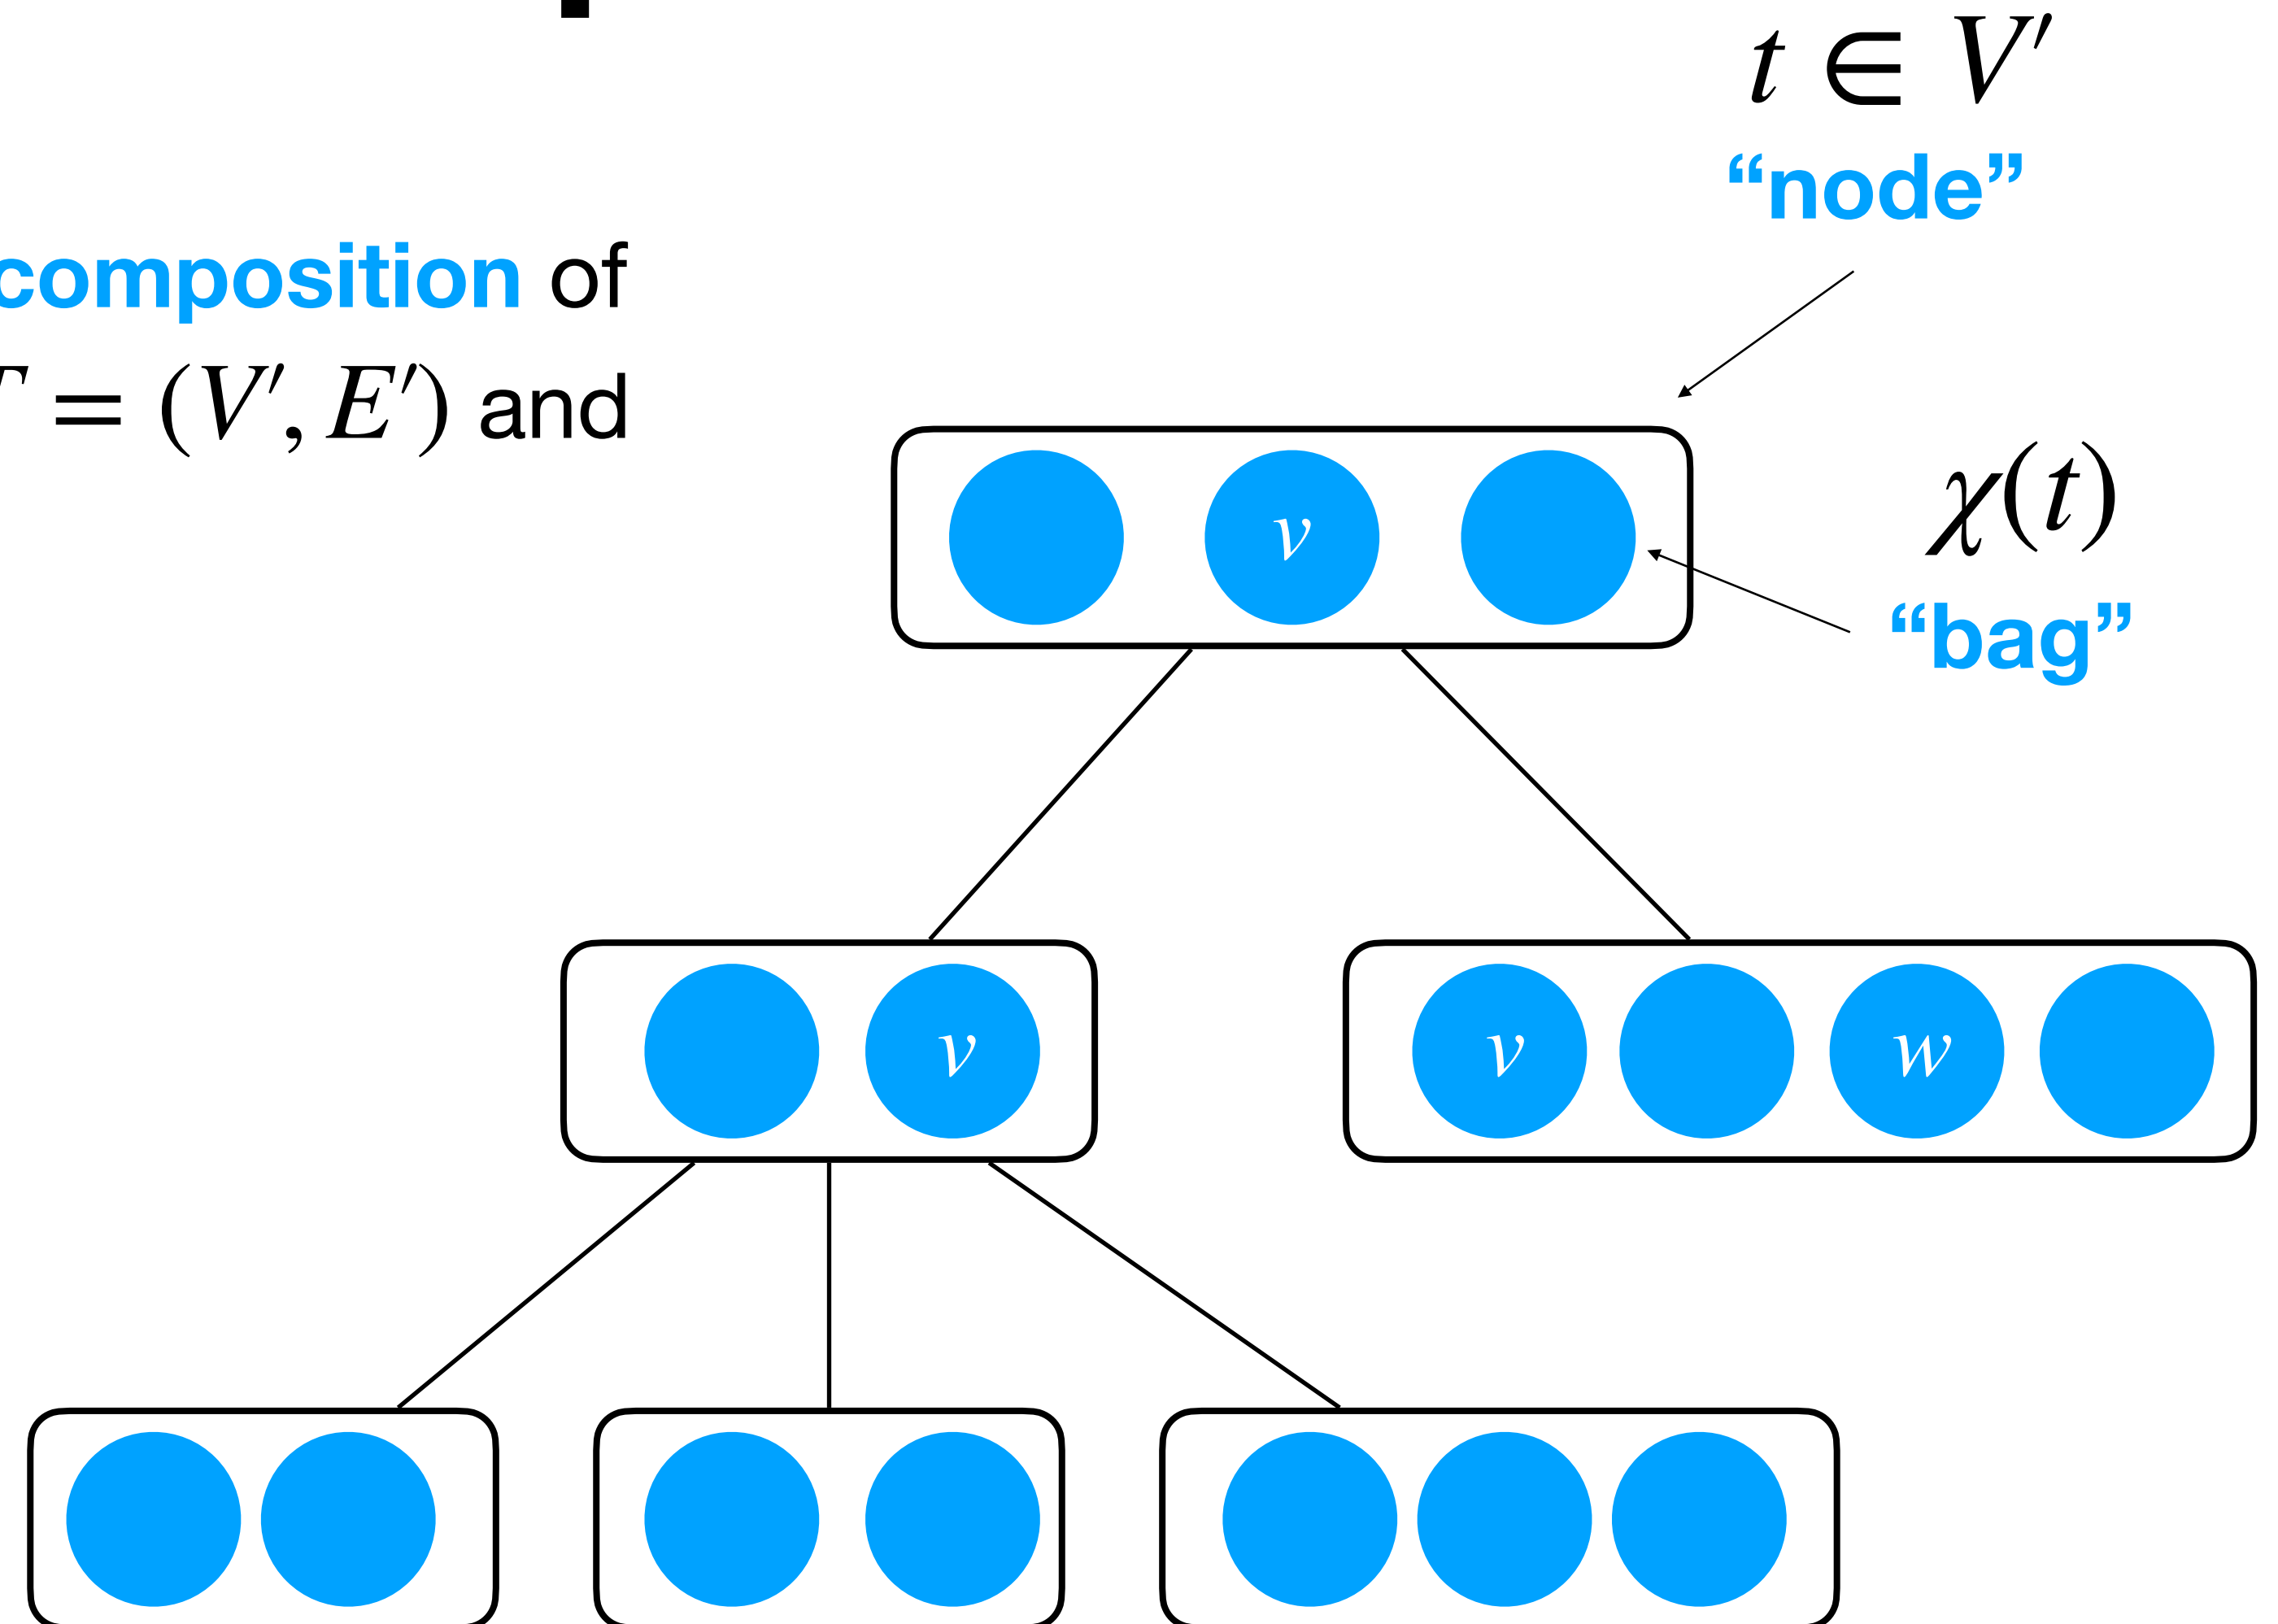 t ∈ V′
“node”
composition of
= (V′, E′) and
χ(t)
“bag”
v
v
v
w